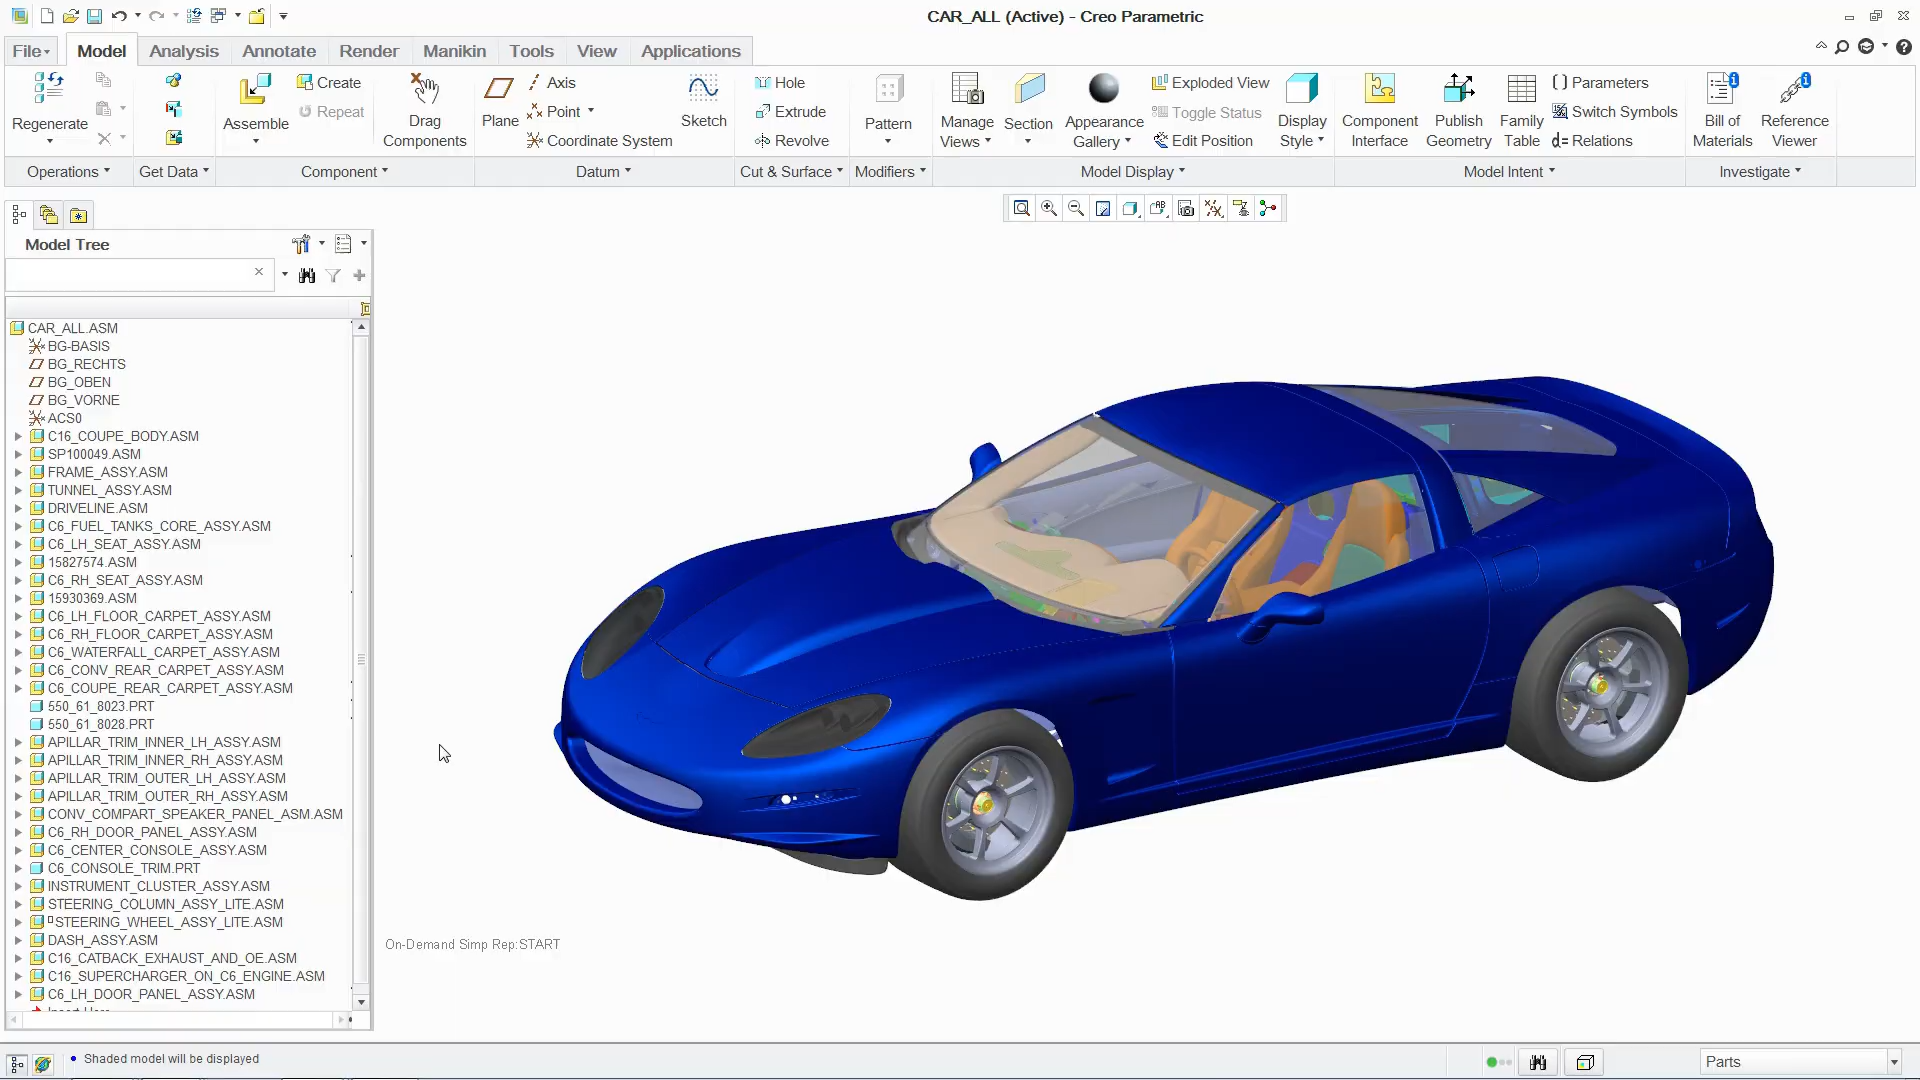 CAR_ALL (Active) - Creo Parametric
File Model Analysis Annotate Render Manikin Tools View Applications
Regenerate
Operations
Get Data
Assemble
Create
Repeat
Drag
Components
Component
Plane
Axis
Point
Coordinate System
Sketch
Datum
Hole
Extrude
Revolve
Cut & Surface
Pattern
Modifiers
Manage
Views
Section
Appearance
Gallery
Exploded View
Toggle Status
Edit Position
Display
Style
Model Display
Component
Interface
Publish
Geometry
Family
Table
Parameters
Switch Symbols
d= Relations
Model Intent
Bill of
Materials
Reference
Viewer
Investigate
Model Tree
CAR_ALL.ASM
BG-BASIS
BG_RECHTS
BG_OBEN
BG_VORNE
ACS0
C16_COUPE_BODY.ASM
SP100049.ASM
FRAME_ASSY.ASM
TUNNEL_ASSY.ASM
DRIVELINE.ASM
C6_FUEL_TANKS_CORE_ASSY.ASM
C6_LH_SEAT_ASSY.ASM
15827574.ASM
C6_RH_SEAT_ASSY.ASM
15930369.ASM
C6_LH_FLOOR_CARPET_ASSY.ASM
C6_RH_FLOOR_CARPET_ASSY.ASM
C6_WATERFALL_CARPET_ASSY.ASM
C6_CONV_REAR_CARPET_ASSY.ASM
C6_COUPE_REAR_CARPET_ASSY.ASM
550_61_8023.PRT
550_61_8028.PRT
APILLAR_TRIM_INNER_LH_ASSY.ASM
APILLAR_TRIM_INNER_RH_ASSY.ASM
APILLAR_TRIM_OUTER_LH_ASSY.ASM
APILLAR_TRIM_OUTER_RH_ASSY.ASM
CONV_COMPART_SPEAKER_PANEL_ASM.ASM
C6_RH_DOOR_PANEL_ASSY.ASM
C6_CENTER_CONSOLE_ASSY.ASM
C6_CONSOLE_TRIM.PRT
INSTRUMENT_CLUSTER_ASSY.ASM
STEERING_COLUMN_ASSY_LITE.ASM
STEERING_WHEEL_ASSY_LITE.ASM
DASH_ASSY.ASM
C16_CATBACK_EXHAUST_AND_OE.ASM
C16_SUPERCHARGER_ON_C6_ENGINE.ASM
C6_LH_DOOR_PANEL_ASSY.ASM
On-Demand Simp Rep:START
Shaded model will be displayed
Parts